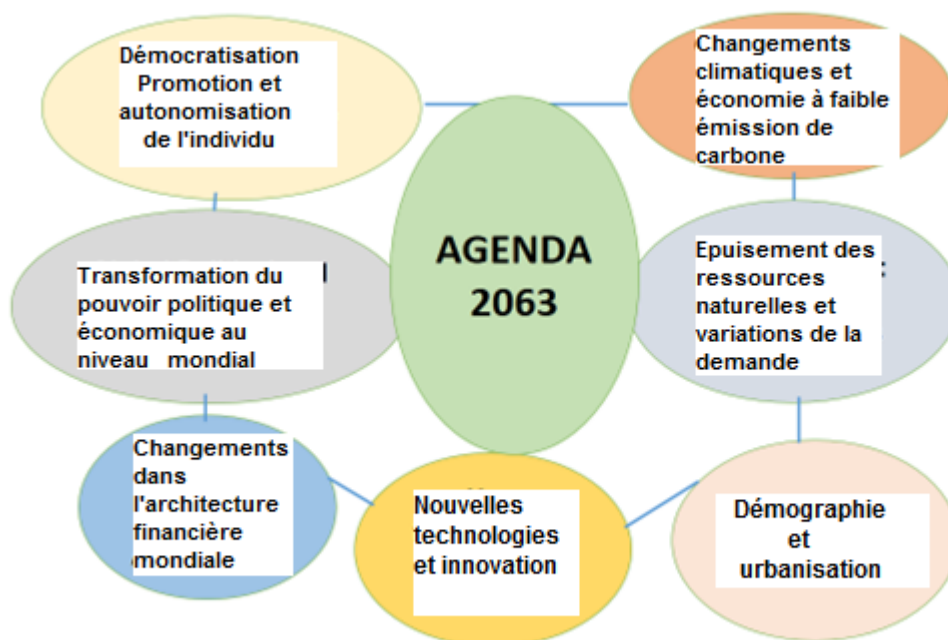 Démocratisation
Promotion et
autonomisation
de l'individu
Changements
climatiques et
économie à faible
émission de
carbone
AGENDA
2063
Transformation du
pouvoir politique et
économique au
niveau mondial
Epuisement des
ressources
naturelles et
variations de la
demande
Changements
dans
l'architecture
financière
mondiale
Nouvelles
technologies
et innovation
Démographie
et
urbanisation